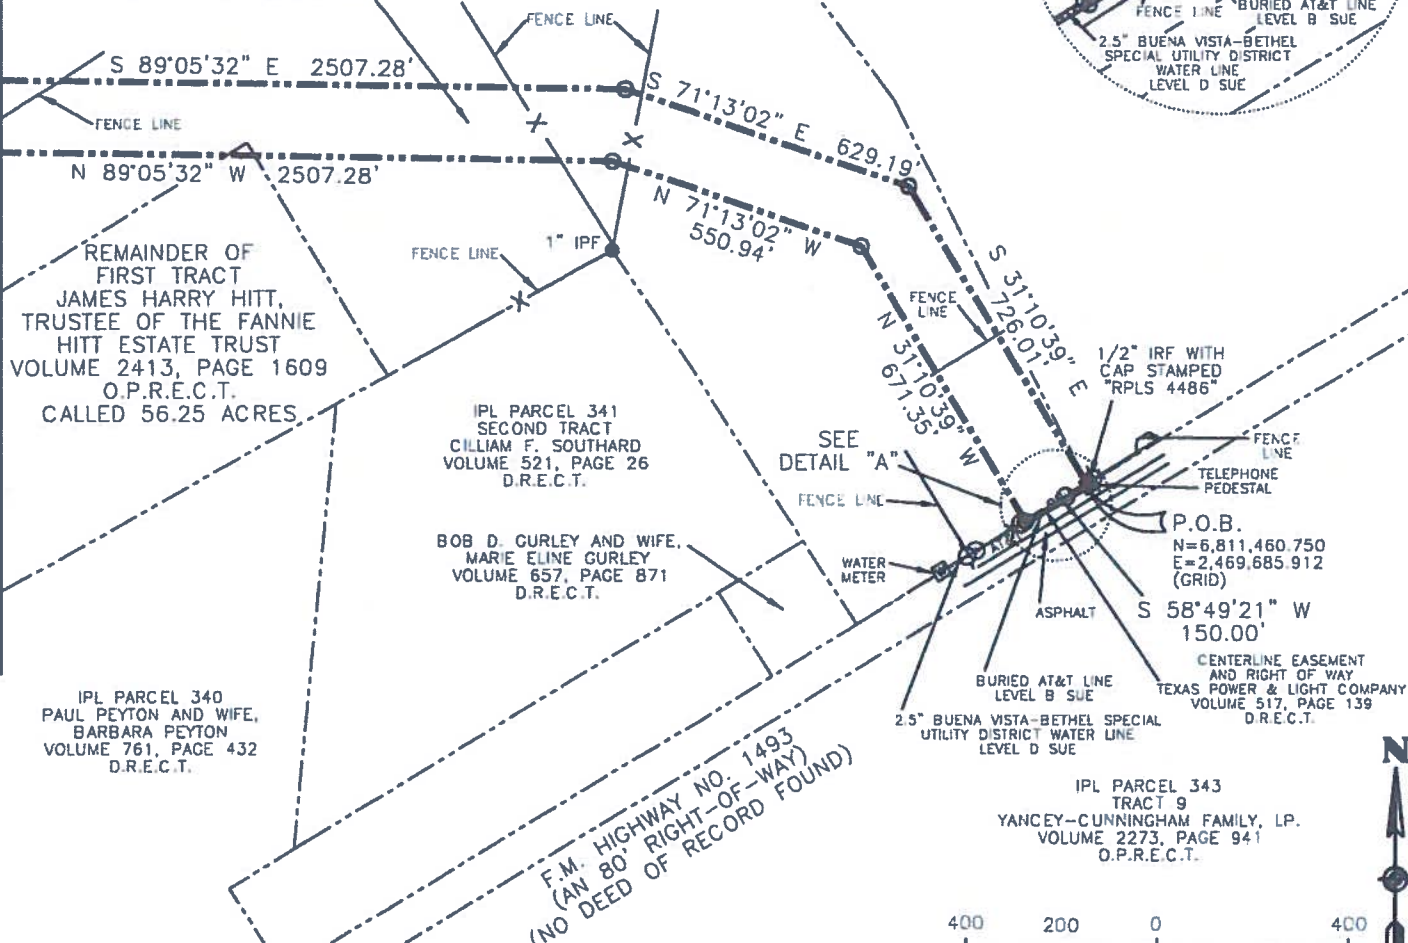 FENCE LINE
FENCE LINE
BURIED AT&T LINE
LEVEL B SUE
2.5" BUENA VISTA-BETHEL
SPECIAL UTILITY DISTRICT
WATER LINE
LEVEL D SUE
S 89°05'32" E 2507.28'
FENCE LINE
N 89°05'32" W 2507.28'
S 71°13'02" E 629.19'
N 71°13'02" W
550.94'
REMAINDER OF
FIRST TRACT
JAMES HARRY HITT,
TRUSTEE OF THE FANNIE
HITT ESTATE TRUST
VOLUME 2413, PAGE 1609
O.P.R.E.C.T.
CALLED 56.25 ACRES
1" IPF
FENCE LINE
FENCE
LINE
S 31°10'39" E
726.01'
N 31°10'39" W
671.35'
1/2" IRF WITH
CAP STAMPED
"RPLS 4486"
IPL PARCEL 341
SECOND TRACT
CILLIAM F. SOUTHARD
VOLUME 521, PAGE 26
D.R.E.C.T.
SEE
DETAIL "A"
FENCE LINE
FENCE
LINE
TELEPHONE
PEDESTAL
P.O.B.
N=6,811,460.750
E=2,469,685.912
(GRID)
BOB D. GURLEY AND WIFE,
MARIE ELINE GURLEY
VOLUME 657, PAGE 871
D.R.E.C.T.
WATER
METER
AT&T
ASPHALT
S 58°49'21" W
150.00'
CENTERLINE EASEMENT
AND RIGHT OF WAY
TEXAS POWER & LIGHT COMPANY
VOLUME 517, PAGE 139
D.R.E.C.T.
BURIED AT&T LINE
LEVEL B SUE
2.5" BUENA VISTA-BETHEL SPECIAL
UTILITY DISTRICT WATER LINE
LEVEL D SUE
IPL PARCEL 340
PAUL PEYTON AND WIFE,
BARBARA PEYTON
VOLUME 761, PAGE 432
D.R.E.C.T.
F.M. HIGHWAY NO. 1493
(AN 80' RIGHT-OF-WAY)
(NO DEED OF RECORD FOUND)
IPL PARCEL 343
TRACT 9
YANCEY-CUNNINGHAM FAMILY, LP.
VOLUME 2273, PAGE 941
O.P.R.E.C.T.
N
400 200 0 400